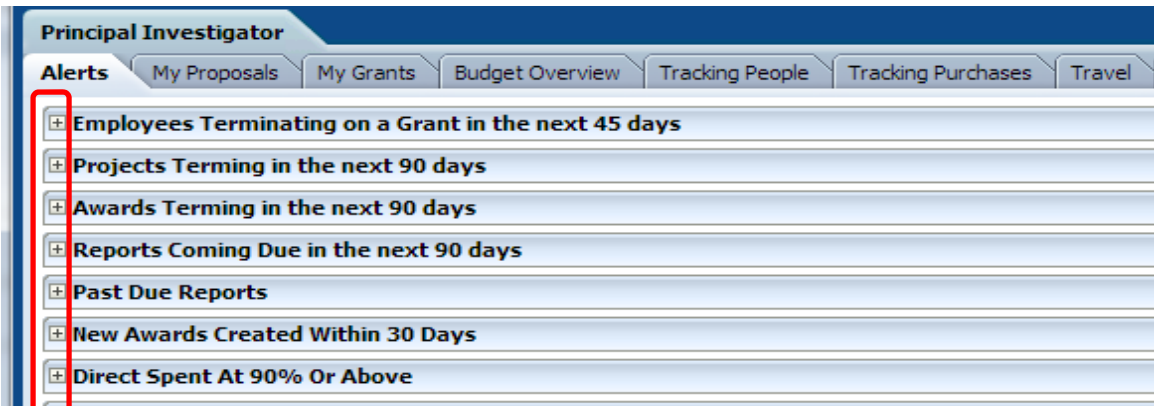 Principal Investigator
Alerts My Proposals My Grants Budget Overview Tracking People Tracking Purchases Travel
Employees Terminating on a Grant in the next 45 days
Projects Terming in the next 90 days
Awards Terming in the next 90 days
Reports Coming Due in the next 90 days
Past Due Reports
New Awards Created Within 30 Days
Direct Spent At 90% Or Above